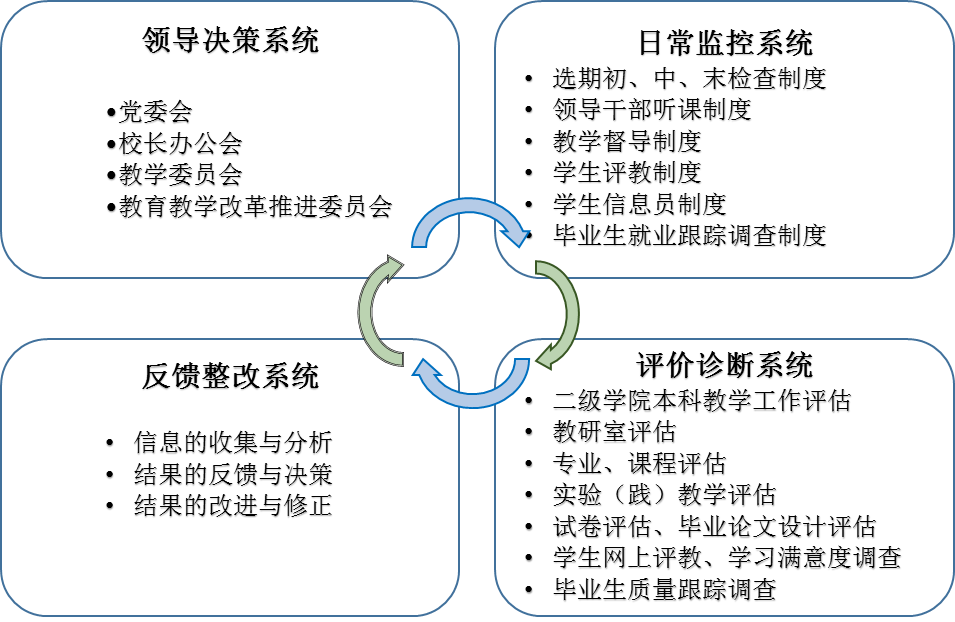 领导决策系统
•党委会
•校长办公会
•教学委员会
•教育教学改革推进委员会
日常监控系统
• 选期初、中、末检查制度
• 领导干部听课制度
• 教学督导制度
• 学生评教制度
• 学生信息员制度
• 毕业生就业跟踪调查制度
反馈整改系统
• 信息的收集与分析
• 结果的反馈与决策
• 结果的改进与修正
评价诊断系统
• 二级学院本科教学工作评估
• 教研室评估
• 专业、课程评估
• 实验（践）教学评估
• 试卷评估、毕业论文设计评估
• 学生网上评教、学习满意度调查
• 毕业生质量跟踪调查